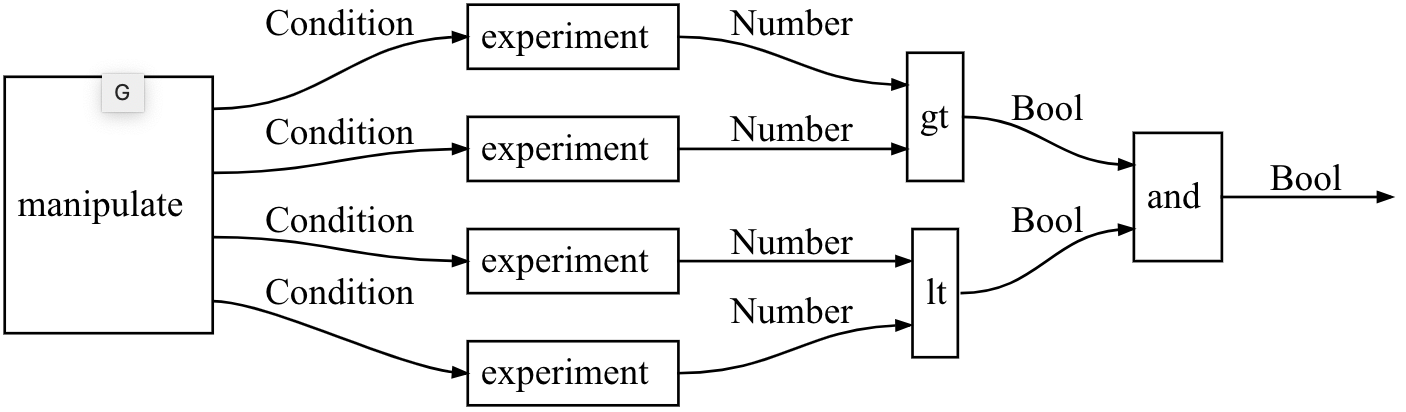 Condition
experiment
Number
G
gt
Bool
Condition
experiment
Number
manipulate
and
Bool
Condition
experiment
Number
lt
Bool
Condition
experiment
Number